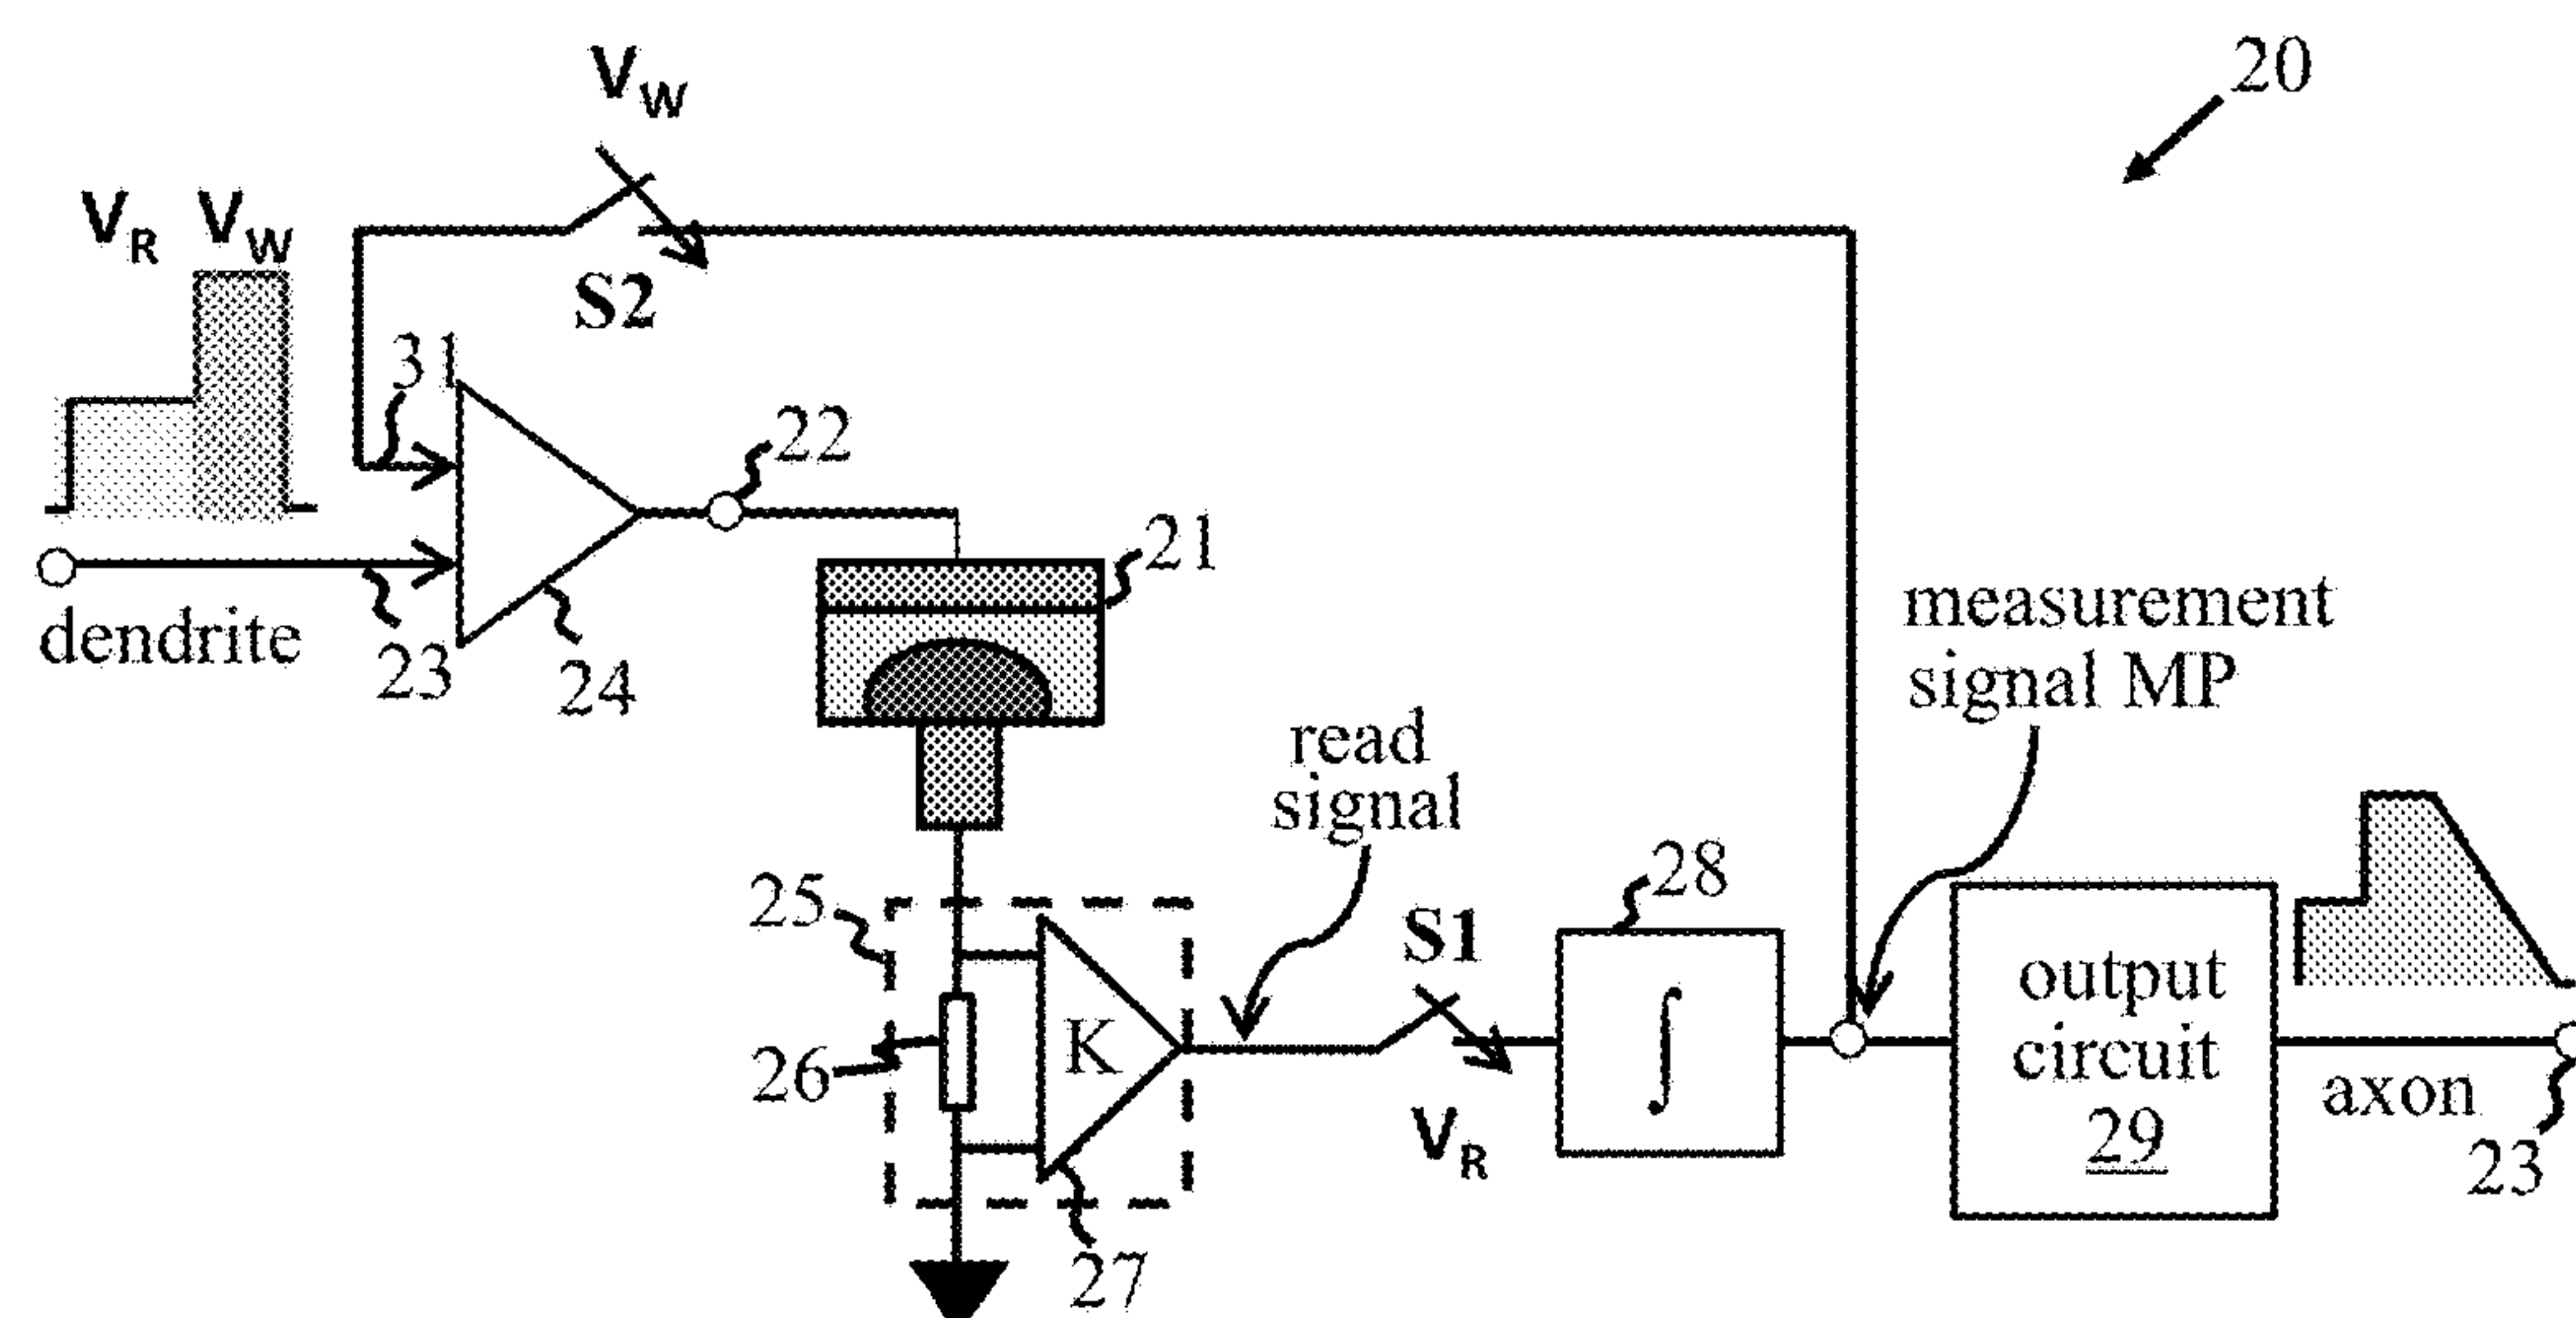 20
V_W
V_R V_W
S2
31
22
21
dendrite
23
24
measurement
signal MP
read
signal
25
28
S1
K
∫
output
circuit
29
26
axon
V_R
23
27